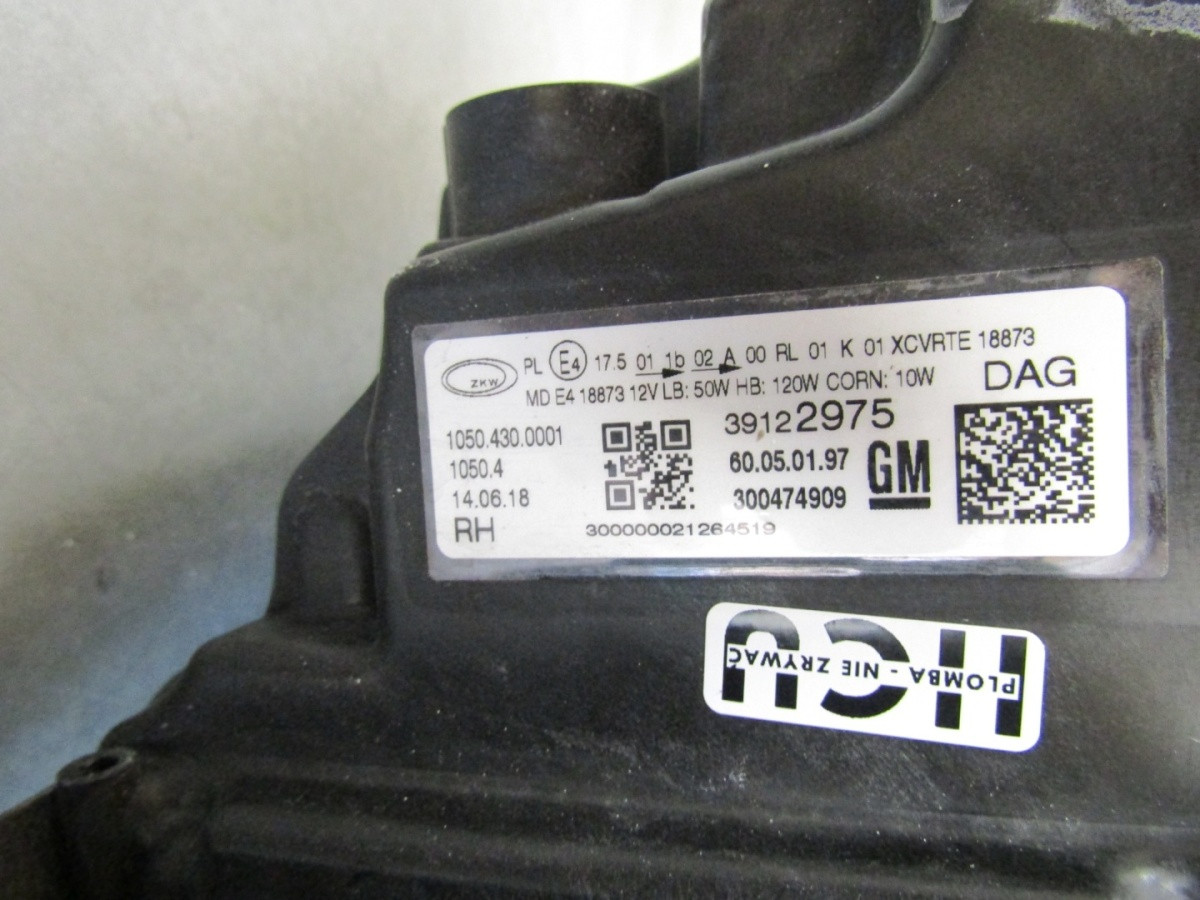 ZKW PL E4 17.5 01 1b 02 A 00 RL 01 K 01 XCVRTE 18873
MD E4 18873 12V LB: 50W HB: 120W CORN: 10W
DAG
1050.430.0001
1050.4
14.06.18
RH
39122975
60.05.01.97
300474909
GM
300000021264519
HCU
PLOMBA - NIE ZRYWAĆ